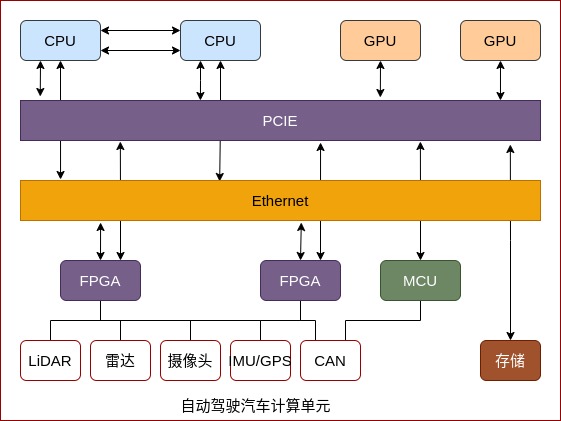 CPU
CPU
GPU
GPU
PCIE
Ethernet
FPGA
FPGA
MCU
LiDAR
雷达
摄像头
IMU/GPS
CAN
存储
自动驾驶汽车计算单元